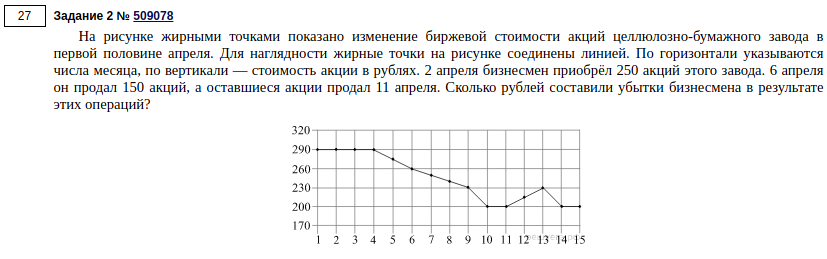 27
Задание 2 № 509078
На рисунке жирными точками показано изменение биржевой стоимости акций целлюлозно-бумажного завода в
первой половине апреля. Для наглядности жирные точки на рисунке соединены линией. По горизонтали указываются
числа месяца, по вертикали — стоимость акции в рублях. 2 апреля бизнесмен приобрёл 250 акций этого завода. 6 апреля
он продал 150 акций, а оставшиеся акции продал 11 апреля. Сколько рублей составили убытки бизнесмена в результате
этих операций?
320
290
260
230
200
170
1 2 3 4 5 6 7 8 9 10 11 12 13 14 15